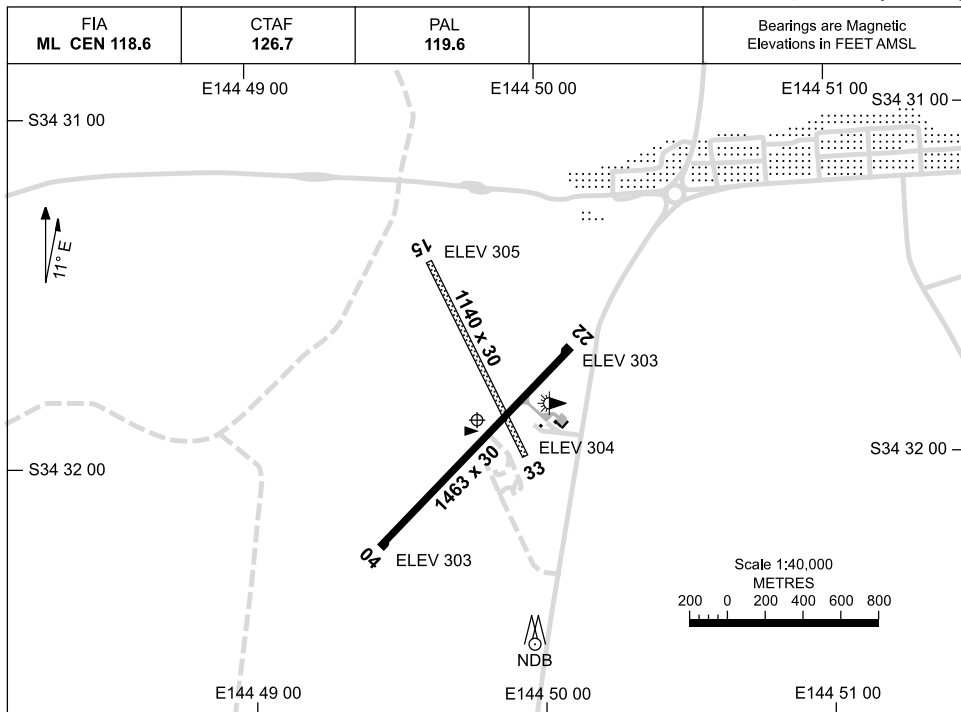 FIA
ML CEN 118.6
CTAF
126.7
PAL
119.6
Bearings are Magnetic
Elevations in FEET AMSL
E144 49 00
E144 50 00
E144 51 00
S34 31 00
S34 31 00
11° E
15
ELEV 305
1140 x 30
22
ELEV 303
ELEV 304
33
S34 32 00
S34 32 00
1463 x 30
04
ELEV 303
Scale 1:40,000
METRES
200 0 200 400 600 800
NDB
E144 49 00
E144 50 00
E144 51 00